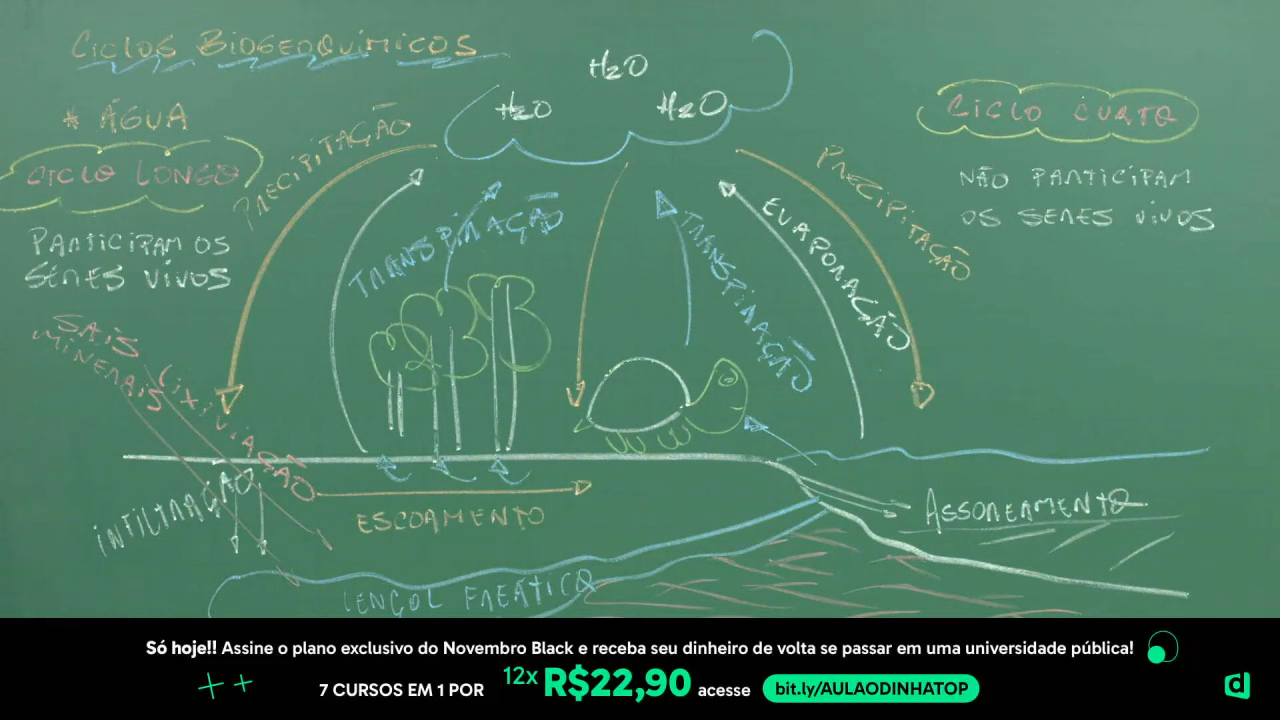 CICLOS BIOGEOQUÍMICOS
* ÁGUA
CICLO LONGO
PARTICIPAM OS
SERES VIVOS
H₂O
H₂O
H₂O
CICLO CURTO
NÃO PARTICIPAM
OS SERES VIVOS
PRECIPITAÇÃO
TRANSPIRAÇÃO
TRANSPIRAÇÃO
EVAPORAÇÃO
PRECIPITAÇÃO
SAIS
MINERAIS
LIXIVIAÇÃO
INFILTRAÇÃO
ESCOAMENTO
ASSOREAMENTO
LENÇOL FREÁTICO
Só hoje!! Assine o plano exclusivo do Novembro Black e receba seu dinheiro de volta se passar em uma universidade pública!
7 CURSOS EM 1 POR 12x R$22,90 acesse bit.ly/AULAODINHATOP
d